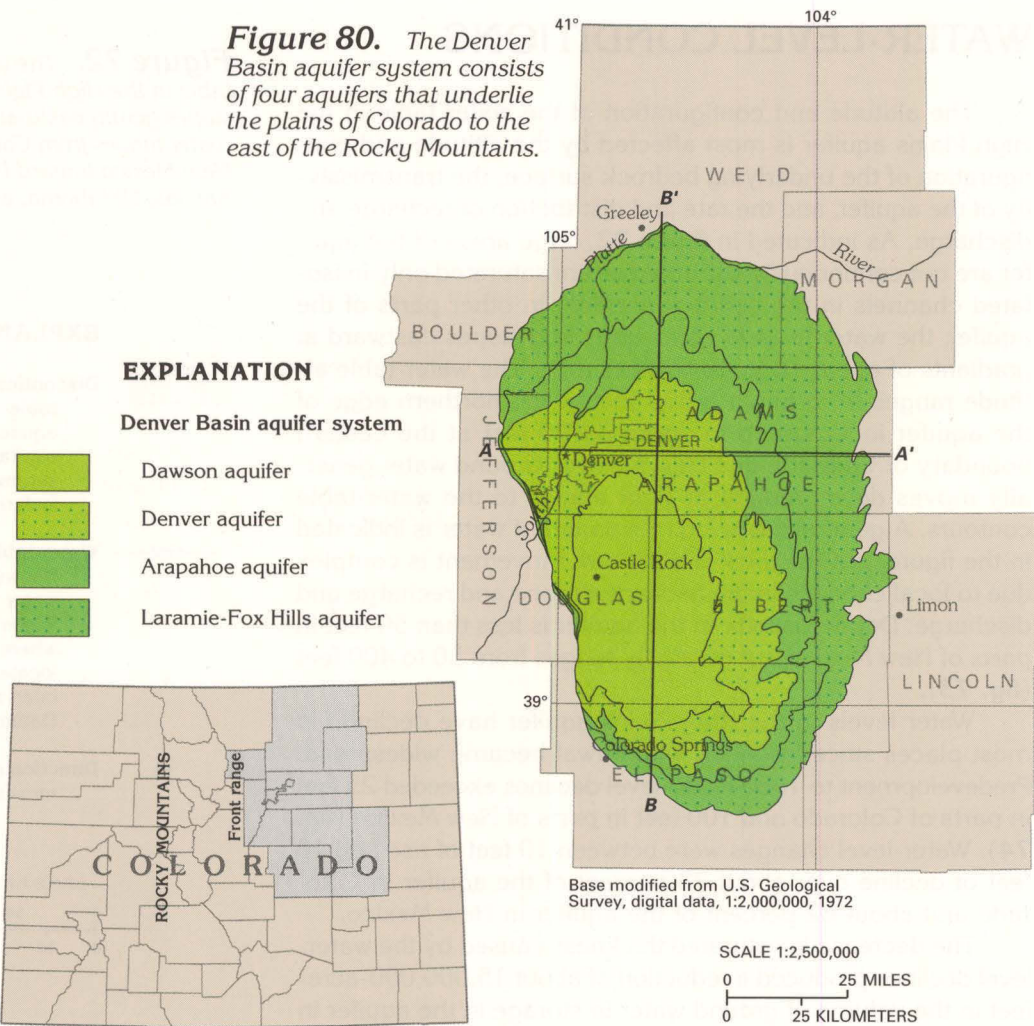 Figure 80. The Denver
Basin aquifer system consists
of four aquifers that underlie
the plains of Colorado to the
east of the Rocky Mountains.
41°
104°
WELD
B'
Greeley
105°
Platte
River
MORGAN
BOULDER
EXPLANATION
Denver Basin aquifer system
Dawson aquifer
Denver aquifer
Arapahoe aquifer
Laramie-Fox Hills aquifer
ADAMS
DENVER
A
Denver
A'
ARAPAHOE
JEFFERSON
South
Castle Rock
DOUGLAS
ELBERT
Limon
LINCOLN
39°
Colorado Springs
EL PASO
B
ROCKY MOUNTAINS
Front range
COLORADO
Base modified from U.S. Geological
Survey, digital data, 1:2,000,000, 1972
SCALE 1:2,500,000
0 25 MILES
0 25 KILOMETERS